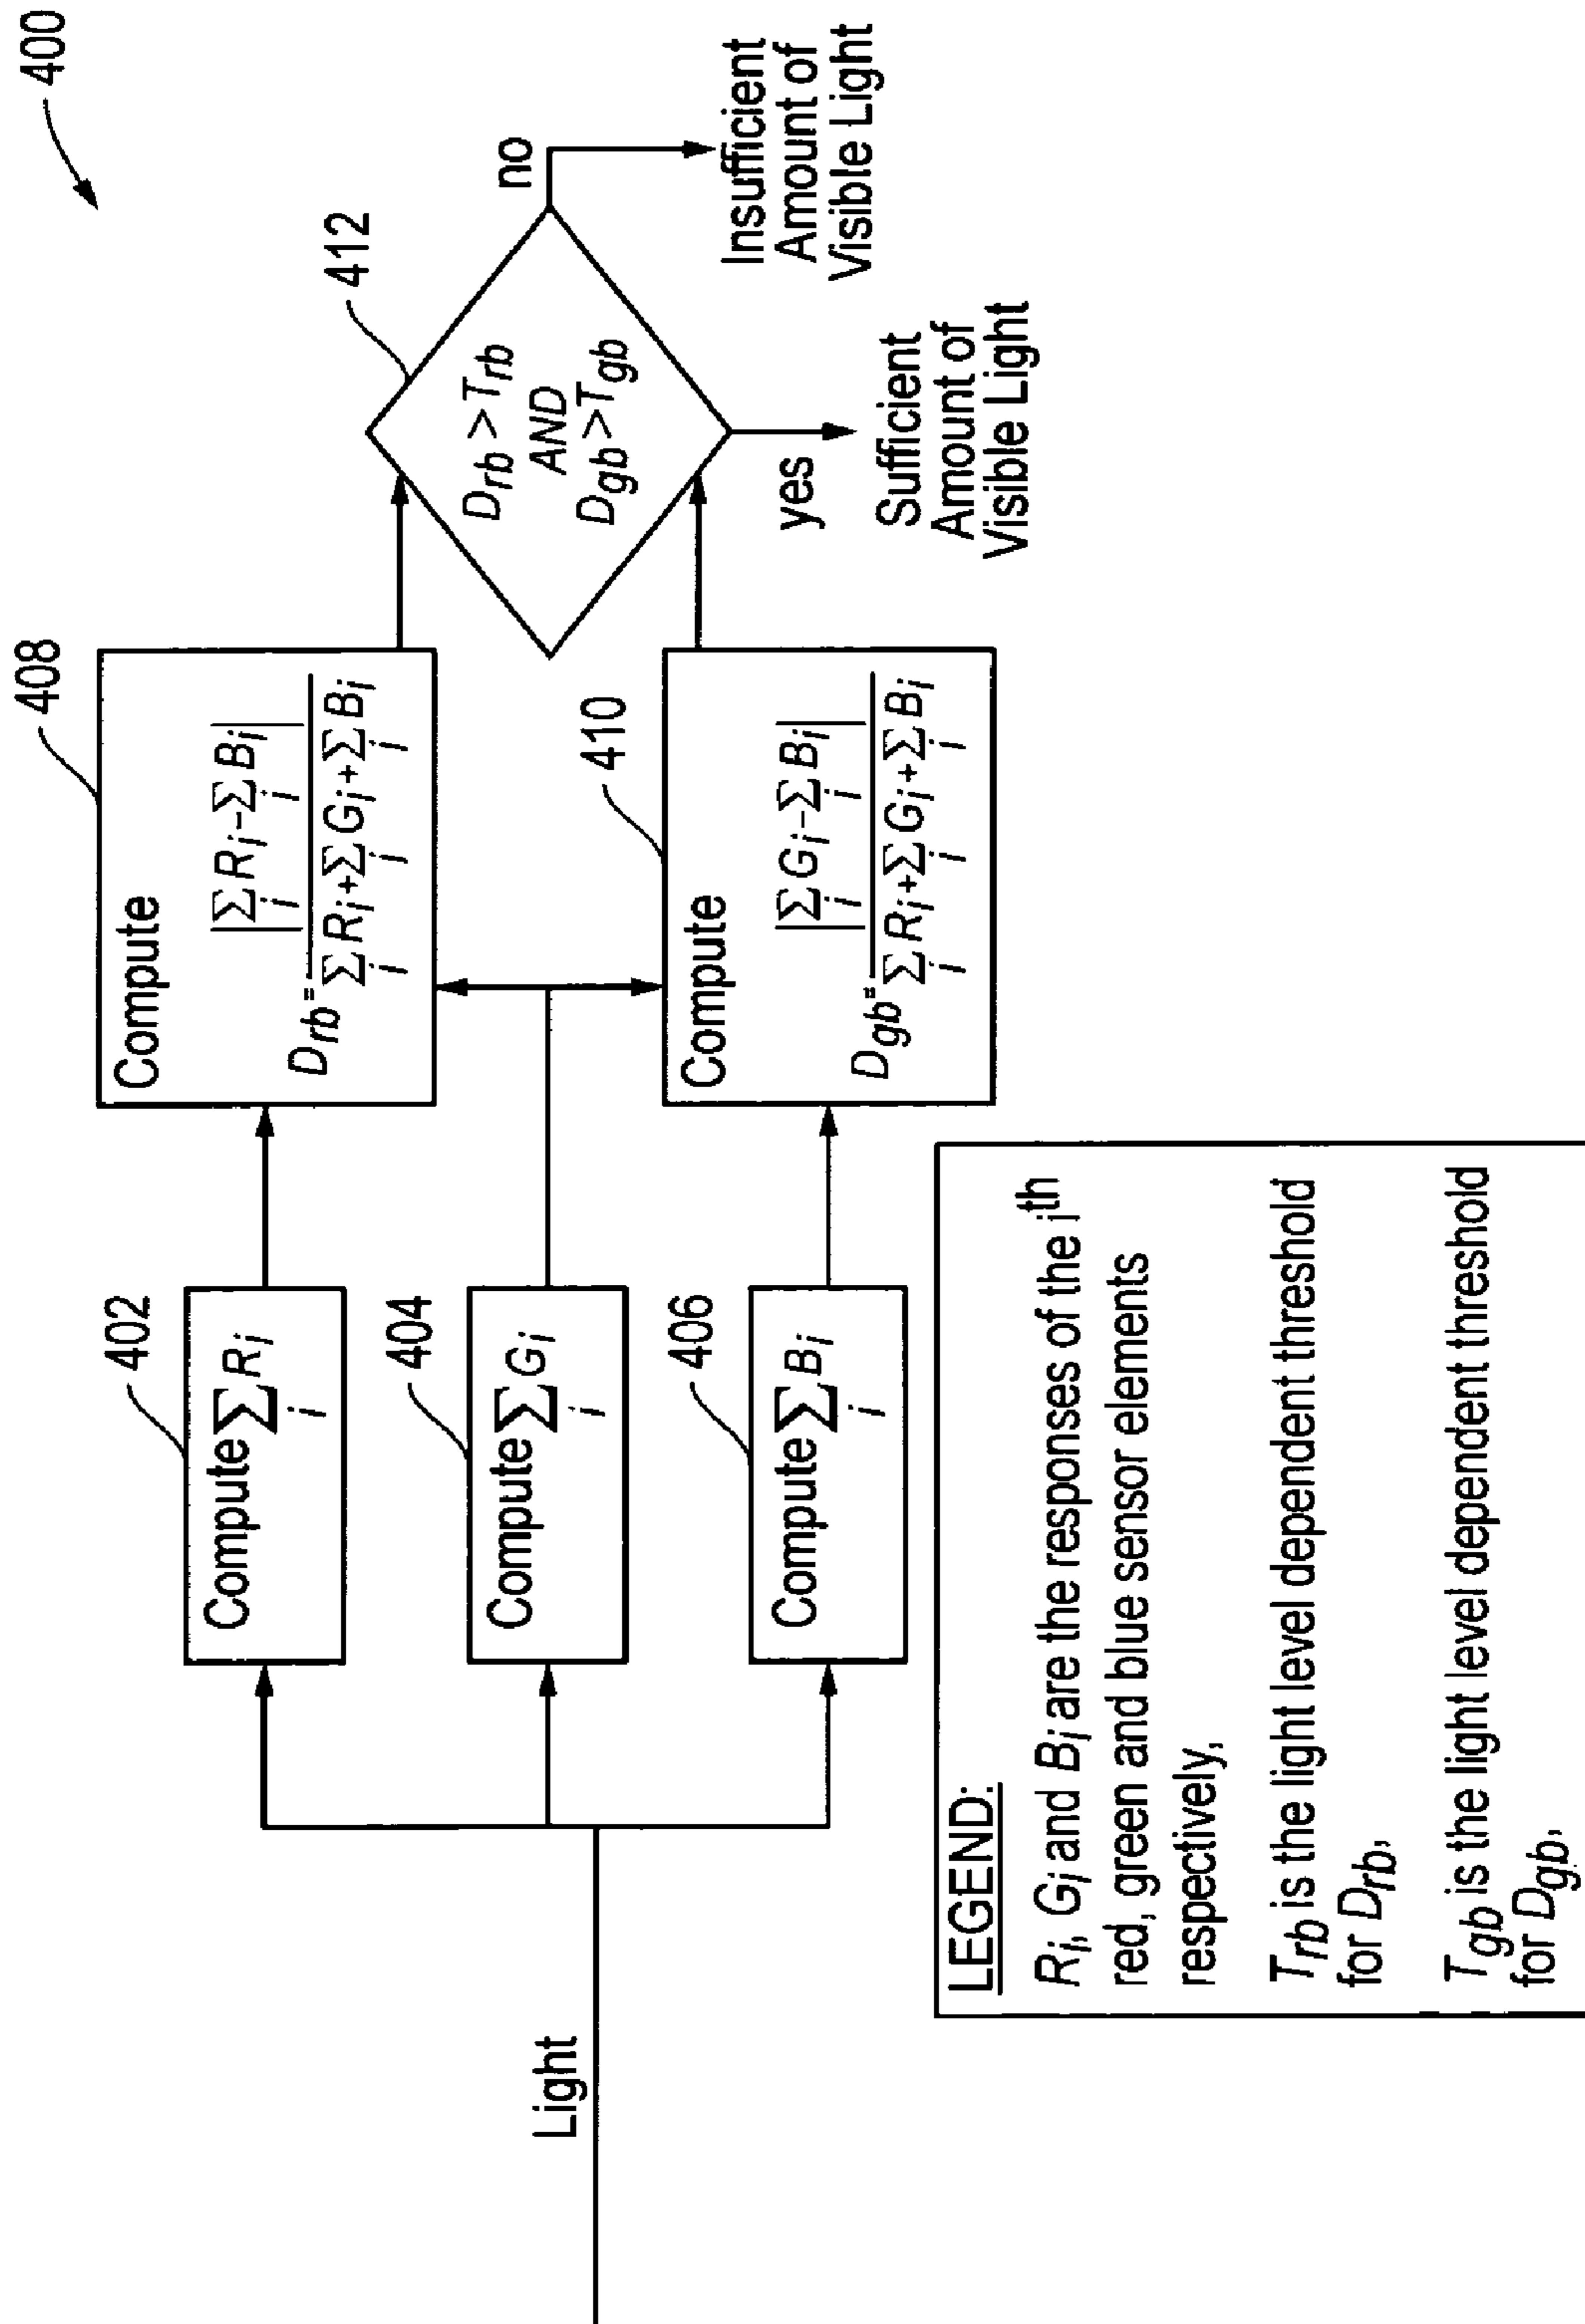 400
Light
402
Compute ∑ R_i
i
404
Compute ∑ G_i
i
406
Compute ∑ B_i
i
408
Compute
D_rb = |∑_i R_i - ∑_i B_i| / ∑_i R_i + ∑_i G_i + ∑_i B_i
410
Compute
D_gb = |∑_i G_i - ∑_i B_i| / ∑_i R_i + ∑_i G_i + ∑_i B_i
412
D_rb > T_rb
AND
D_gb > T_gb
no
Insufficient
Amount of
Visible Light
yes
Sufficient
Amount of
Visible Light
LEGEND:
R_i, G_i and B_i are the responses of the i^th
red, green and blue sensor elements
respectively,
T_rb is the light level dependent threshold
for D_rb,
T_gb is the light level dependent threshold
for D_gb,